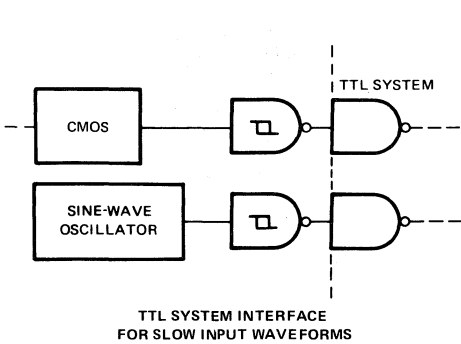 TTL SYSTEM
CMOS
SINE-WAVE
OSCILLATOR
TTL SYSTEM INTERFACE
FOR SLOW INPUT WAVEFORMS